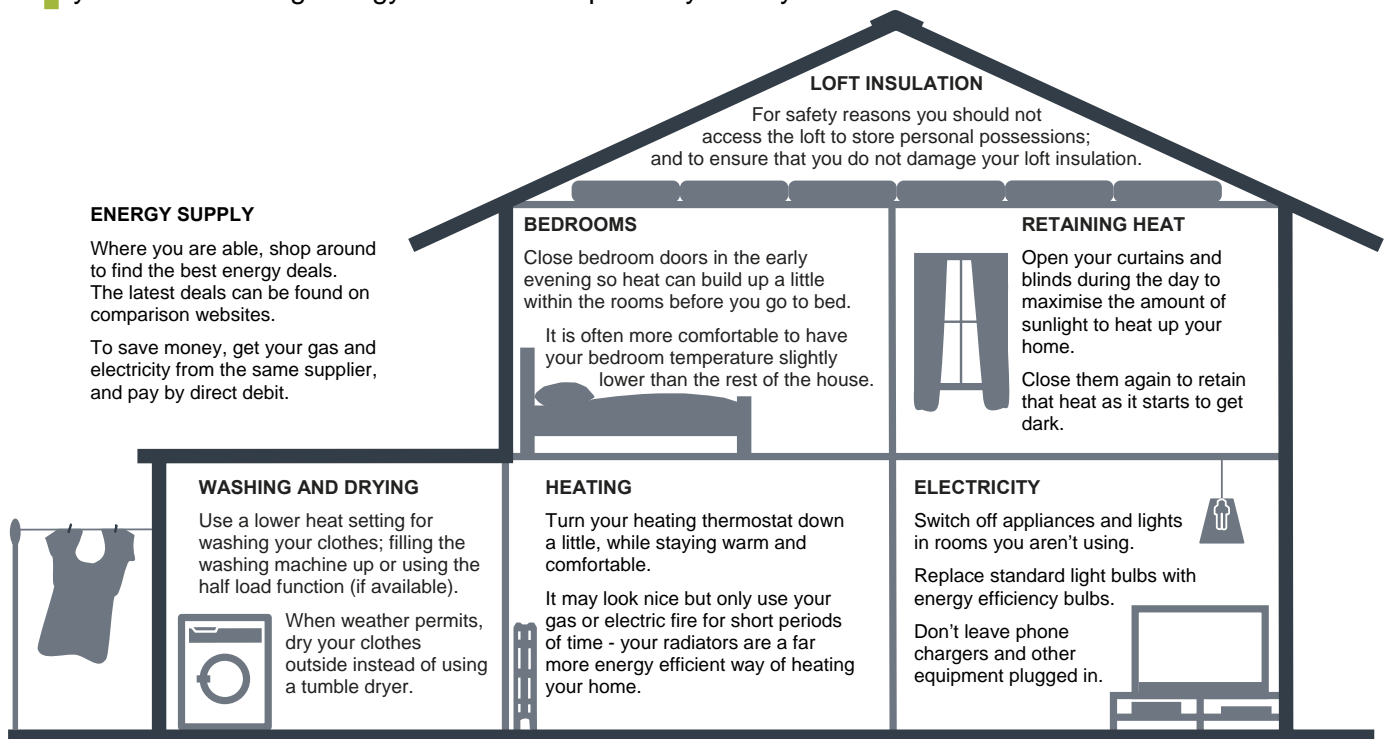 LOFT INSULATION
For safety reasons you should not
access the loft to store personal possessions;
and to ensure that you do not damage your loft insulation.
ENERGY SUPPLY
Where you are able, shop around
to find the best energy deals.
The latest deals can be found on
comparison websites.
To save money, get your gas and
electricity from the same supplier,
and pay by direct debit.
BEDROOMS
Close bedroom doors in the early
evening so heat can build up a little
within the rooms before you go to bed.
It is often more comfortable to have
your bedroom temperature slightly
lower than the rest of the house.
RETAINING HEAT
Open your curtains and
blinds during the day to
maximise the amount of
sunlight to heat up your
home.
Close them again to retain
that heat as it starts to get
dark.
WASHING AND DRYING
Use a lower heat setting for
washing your clothes; filling the
washing machine up or using the
half load function (if available).
When weather permits,
dry your clothes
outside instead of using
a tumble dryer.
HEATING
Turn your heating thermostat down
a little, while staying warm and
comfortable.
It may look nice but only use your
gas or electric fire for short periods
of time - your radiators are a far
more energy efficient way of heating
your home.
ELECTRICITY
Switch off appliances and lights
in rooms you aren't using.
Replace standard light bulbs with
energy efficiency bulbs.
Don't leave phone
chargers and other
equipment plugged in.